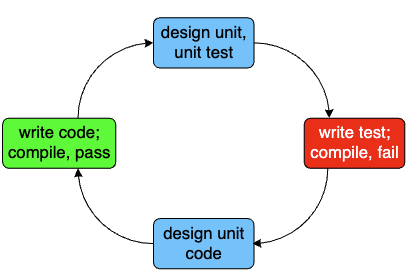 design unit,
unit test
write code;
compile, pass
write test;
compile, fail
design unit
code